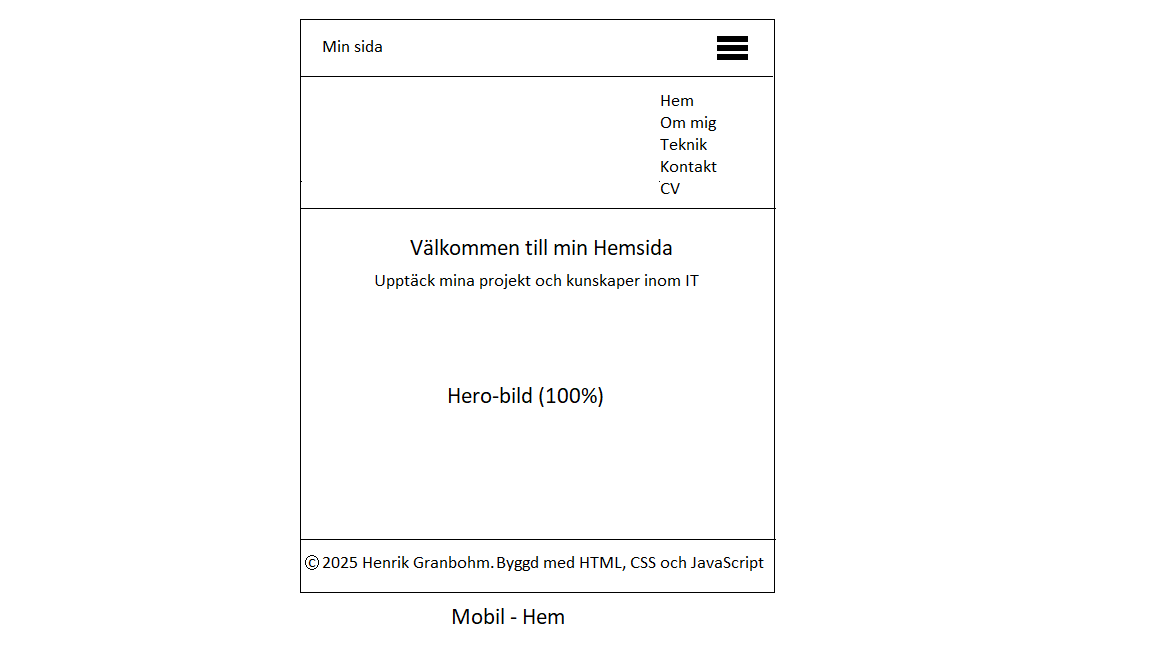 Min sida
Hem
Om mig
Teknik
Kontakt
CV
Välkommen till min Hemsida
Upptäck mina projekt och kunskaper inom IT
Hero-bild (100%)
© 2025 Henrik Granbohm. Byggd med HTML, CSS och JavaScript
Mobil - Hem